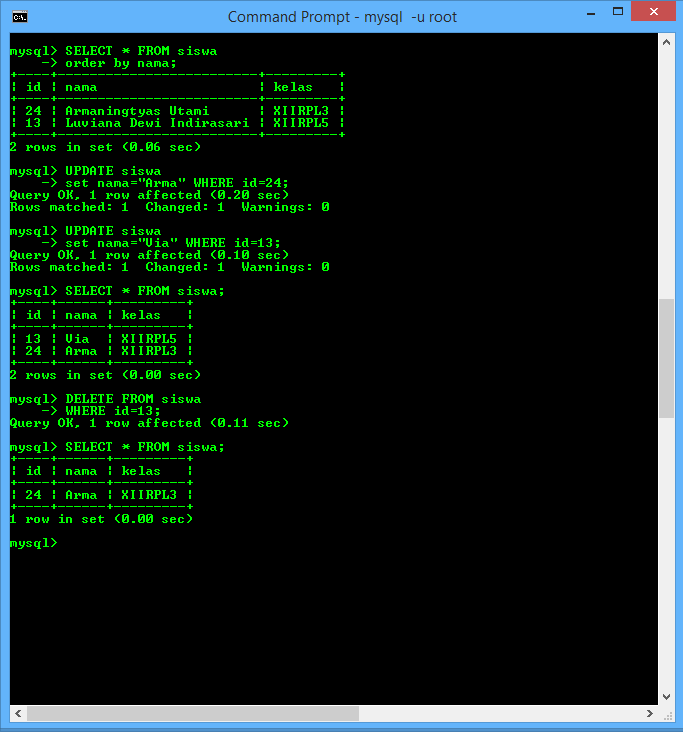 Command Prompt - mysql  -u root
mysql> SELECT * FROM siswa
    -> order by nama;
+----+-------------------------+---------+
| id | nama                    | kelas   |
+----+-------------------------+---------+
| 24 | Armaningtyas Utami      | XIIRPL3 |
| 13 | Luviana Dewi Indirasari | XIIRPL5 |
+----+-------------------------+---------+
2 rows in set (0.06 sec)
mysql> UPDATE siswa
    -> set nama="Arma" WHERE id=24;
Query OK, 1 row affected (0.20 sec)
Rows matched: 1  Changed: 1  Warnings: 0
mysql> UPDATE siswa
    -> set nama="Via" WHERE id=13;
Query OK, 1 row affected (0.10 sec)
Rows matched: 1  Changed: 1  Warnings: 0
mysql> SELECT * FROM siswa;
+----+------+---------+
| id | nama | kelas   |
+----+------+---------+
| 13 | Via  | XIIRPL5 |
| 24 | Arma | XIIRPL3 |
+----+------+---------+
2 rows in set (0.00 sec)
mysql> DELETE FROM siswa
    -> WHERE id=13;
Query OK, 1 row affected (0.11 sec)
mysql> SELECT * FROM siswa;
+----+------+---------+
| id | nama | kelas   |
+----+------+---------+
| 24 | Arma | XIIRPL3 |
+----+------+---------+
1 row in set (0.00 sec)
mysql>